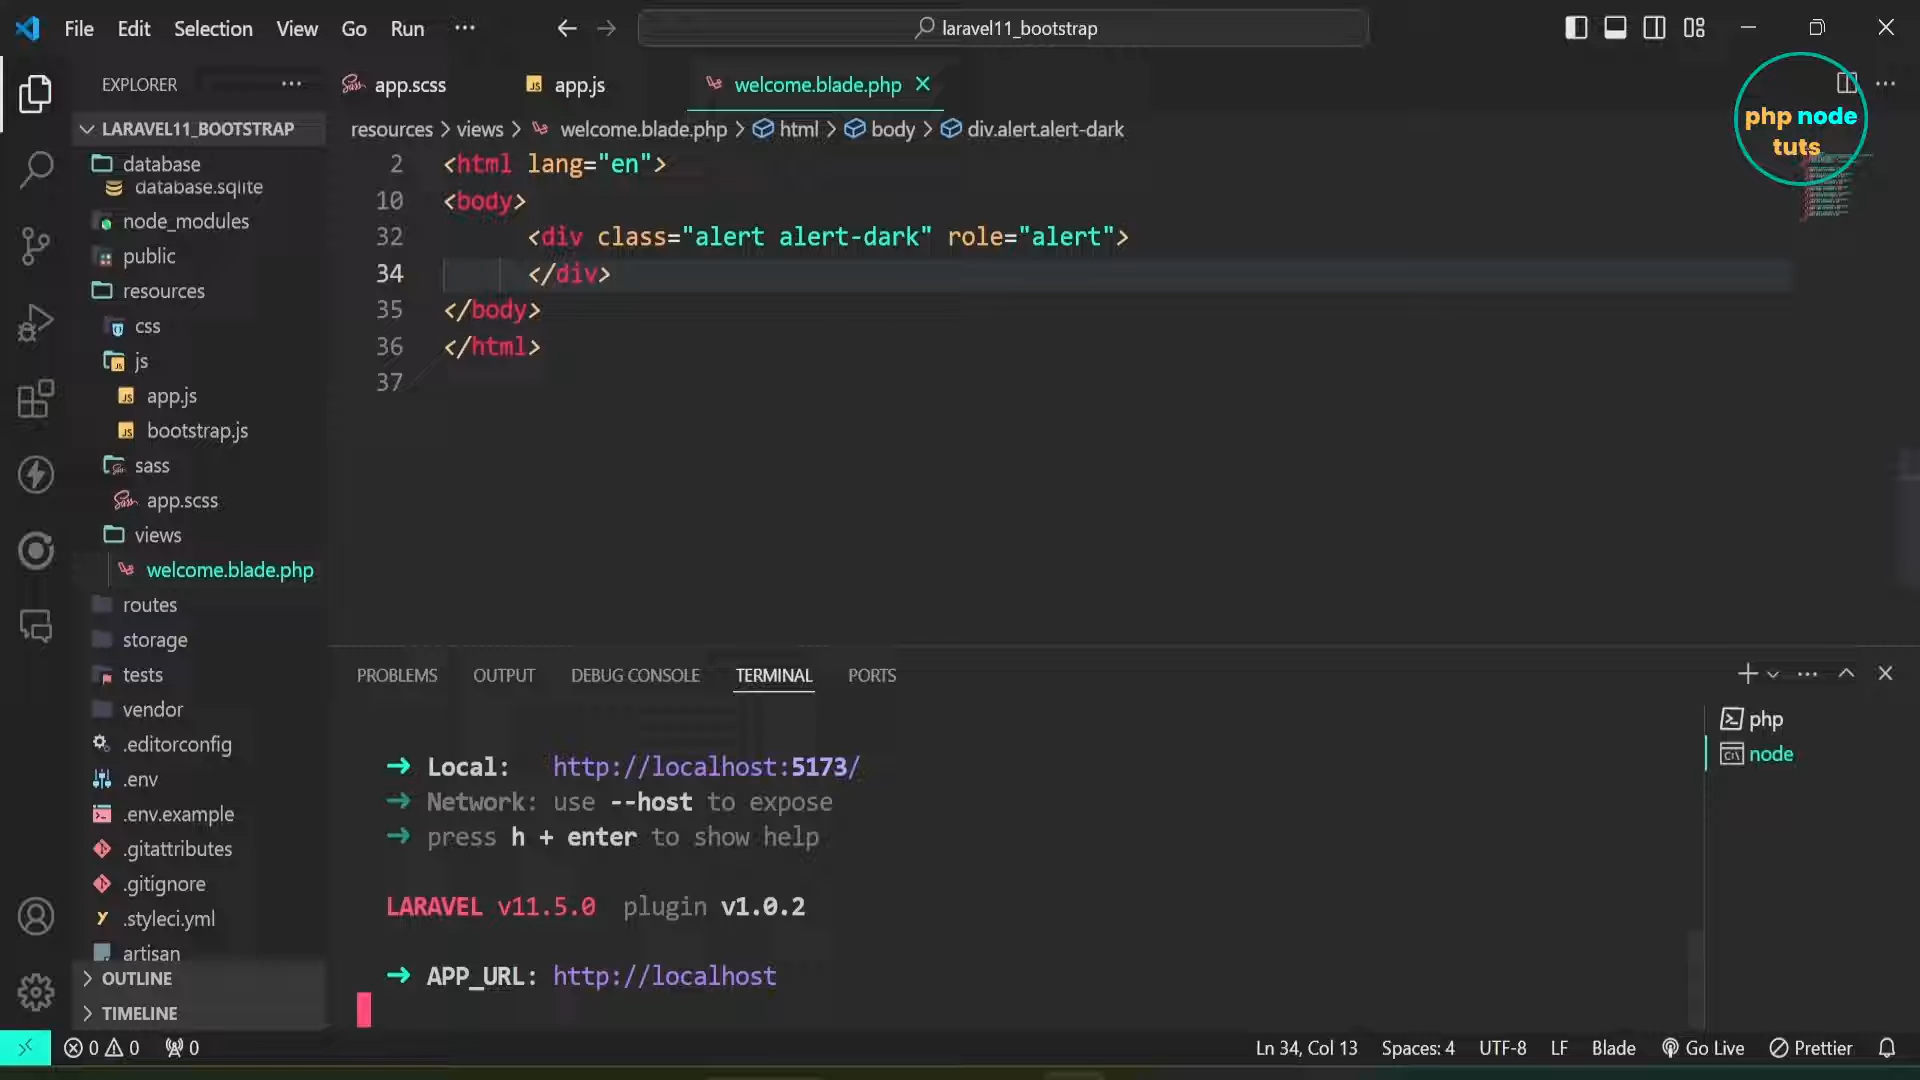 File Edit Selection View Go Run ···
laravel11_bootstrap
EXPLORER ···
app.scss
app.js
welcome.blade.php
php node
tuts
LARAVEL11_BOOTSTRAP
resources > views > welcome.blade.php > html > body > div.alert.alert-dark
database
database.sqlite
node_modules
public
resources
css
js
app.js
bootstrap.js
sass
app.scss
views
welcome.blade.php
routes
storage
tests
vendor
.editorconfig
.env
.env.example
.gitattributes
.gitignore
.styleci.yml
artisan
OUTLINE
TIMELINE
2 <html lang="en">
10 <body>
32 <div class="alert alert-dark" role="alert">
34 </div>
35 </body>
36 </html>
37
PROBLEMS OUTPUT DEBUG CONSOLE TERMINAL PORTS
➜ Local: http://localhost:5173/
➜ Network: use --host to expose
➜ press h + enter to show help
LARAVEL v11.5.0 plugin v1.0.2
➜ APP_URL: http://localhost
php
node
0 0 0
Ln 34, Col 13 Spaces: 4 UTF-8 LF Blade Go Live Prettier